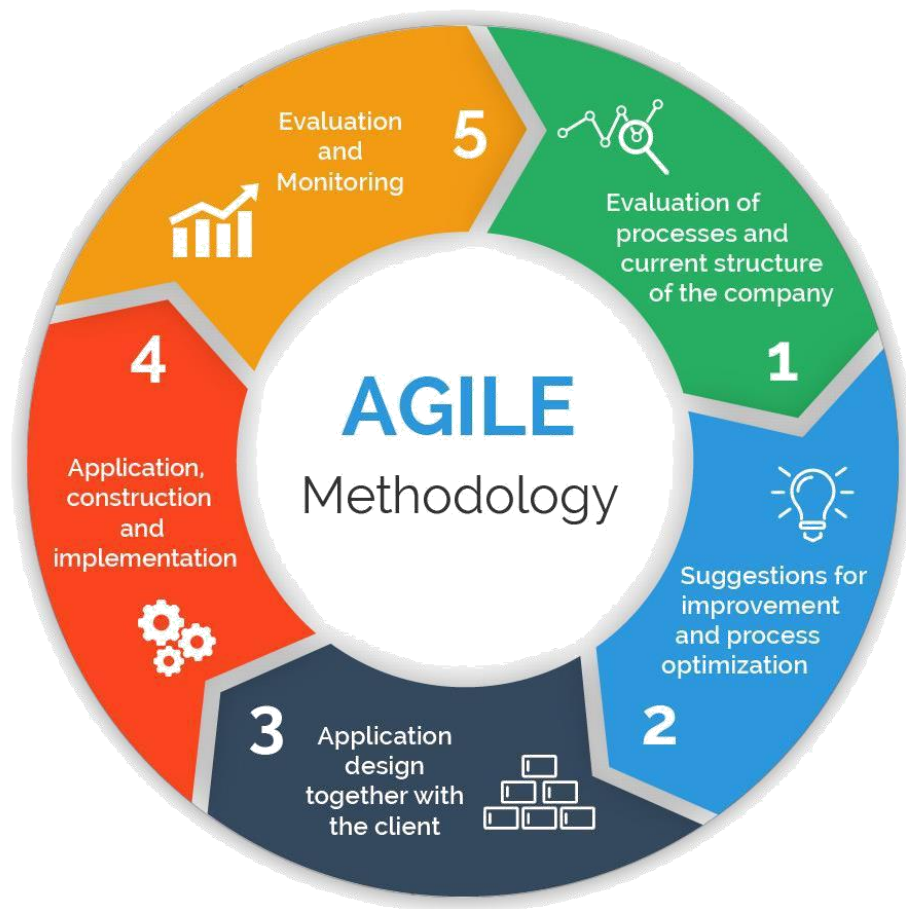 AGILE
Methodology
1
Evaluation of
processes and
current structure
of the company
2
Suggestions for
improvement
and process
optimization
3
Application
design
together with
the client
4
Application,
construction
and
implementation
5
Evaluation
and
Monitoring